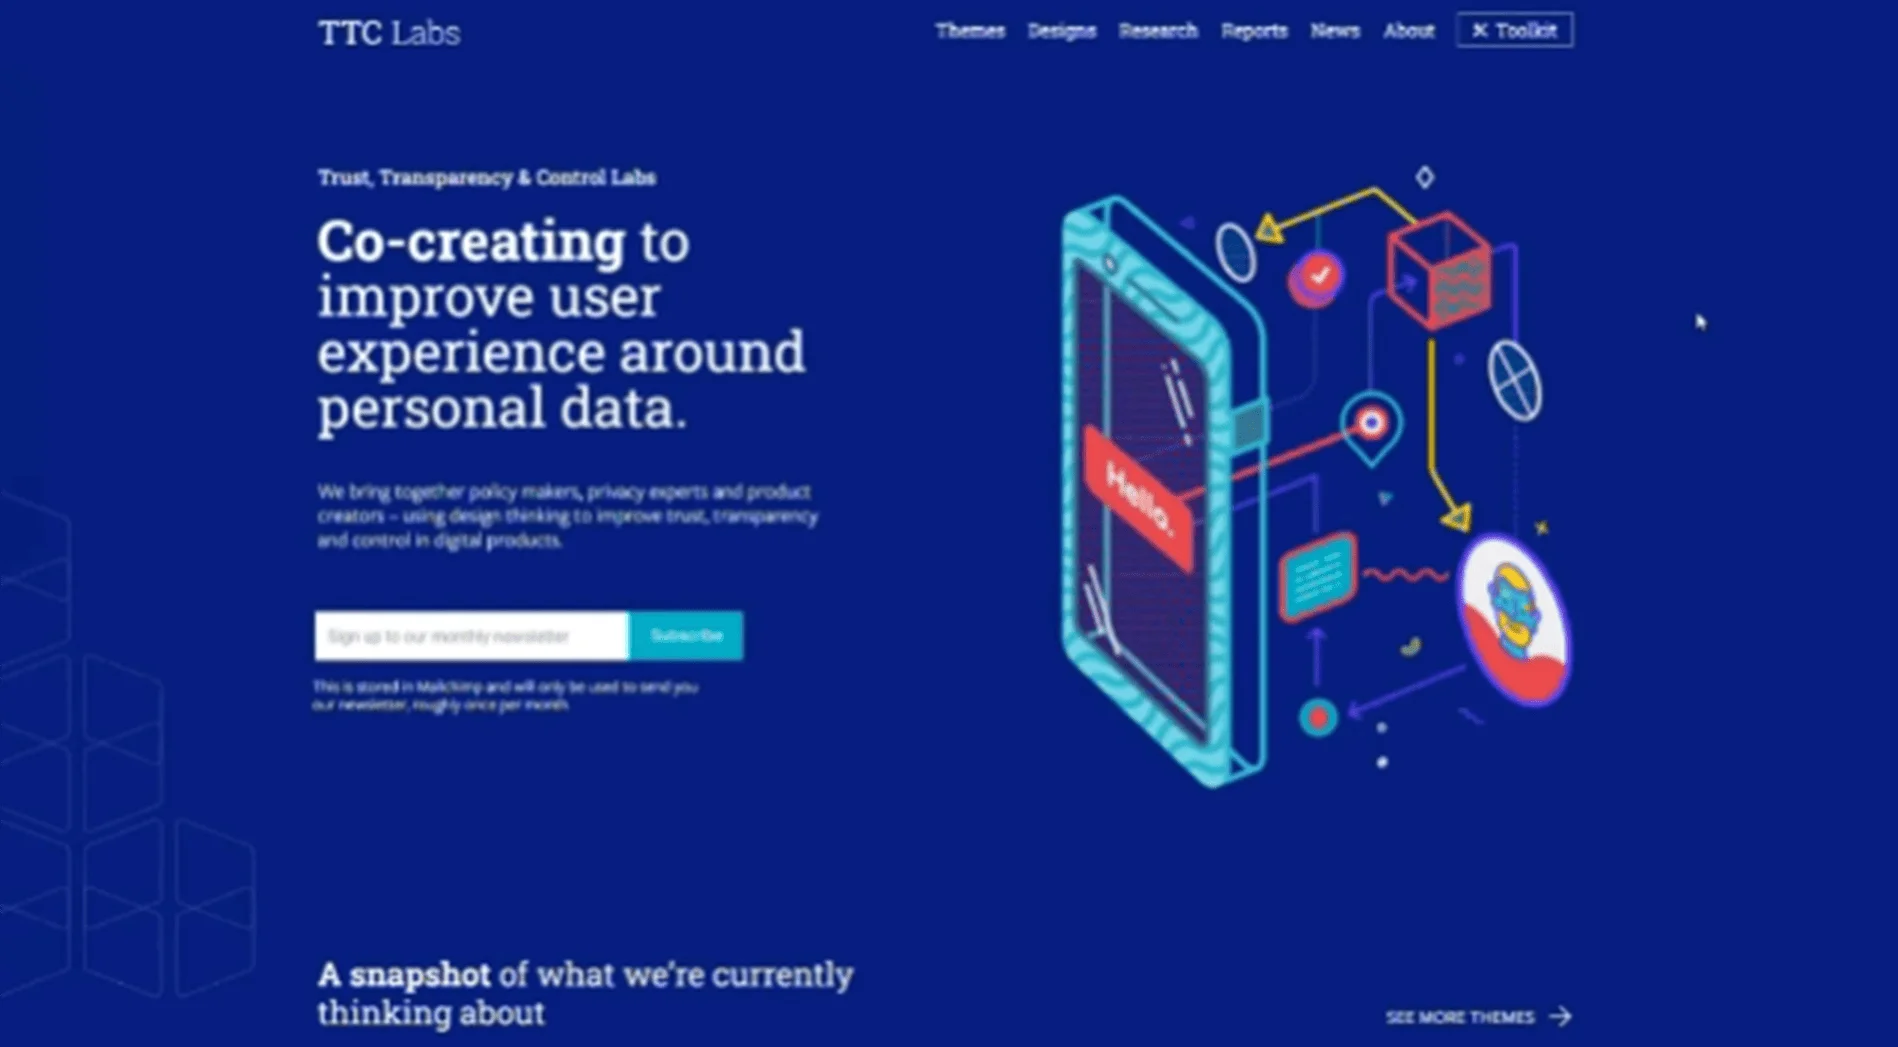 TTC Labs
Themes Designs Research Reports News About Toolkit
Trust, Transparency & Control Labs
Co-creating to
improve user
experience around
personal data.
We bring together policy makers, privacy experts and product
creators – using design thinking to improve trust, transparency
and control in digital products.
Sign up to our monthly newsletter Subscribe
This is stored in Mailchimp and will only be used to send you
our newsletter, roughly once per month
Hello.
A snapshot of what we're currently
thinking about
SEE MORE THEMES →